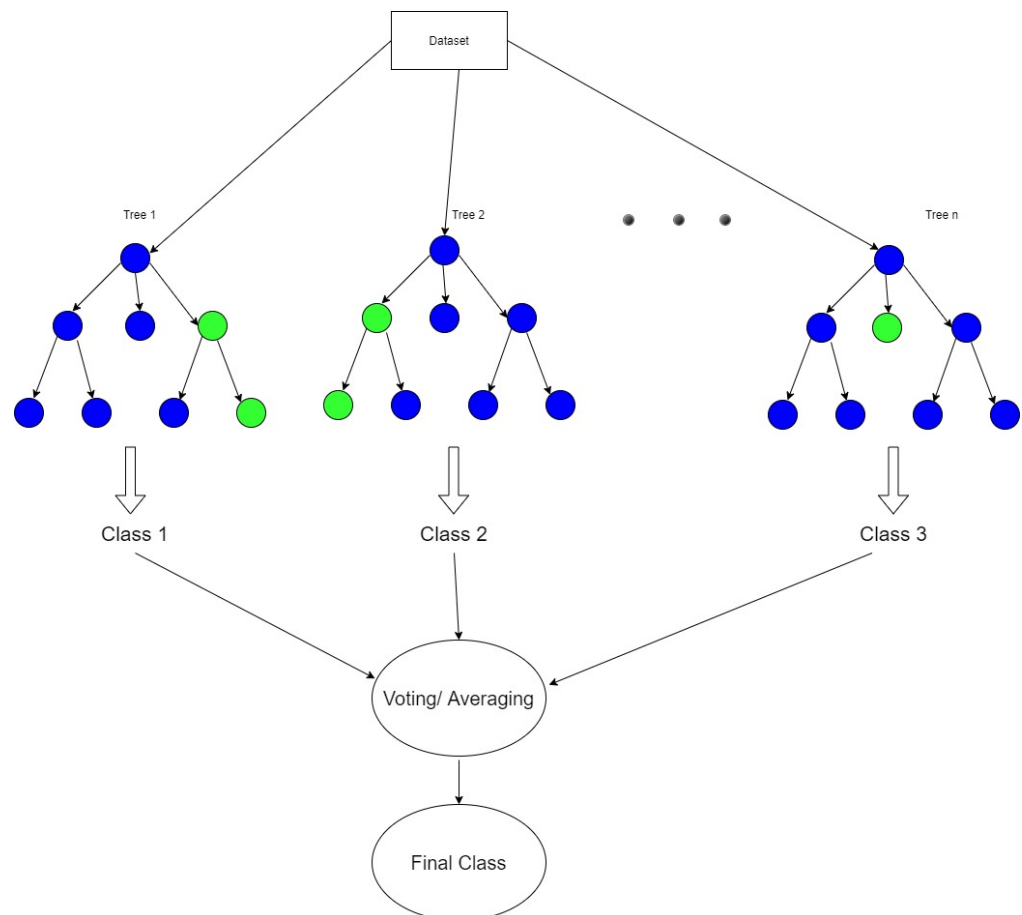 Dataset
Tree 1
Tree 2
Tree n
Class 1
Class 2
Class 3
Voting/ Averaging
Final Class